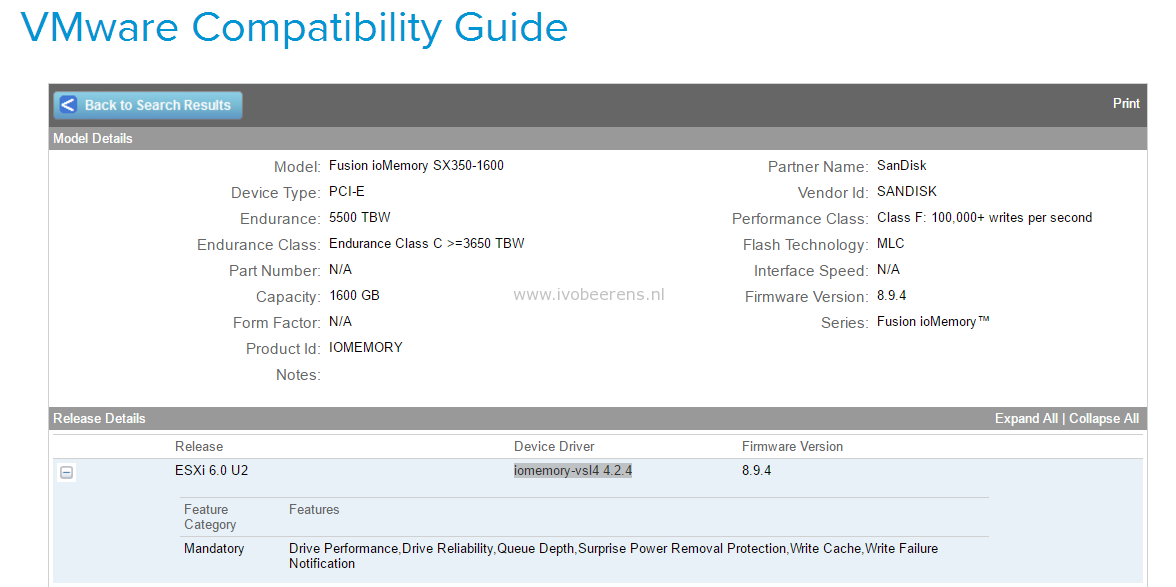 VMware Compatibility Guide
Back to Search Results
Print
Model Details
Model: Fusion ioMemory SX350-1600
Partner Name: SanDisk
Device Type: PCI-E
Vendor Id: SANDISK
Endurance: 5500 TBW
Performance Class: Class F: 100,000+ writes per second
Endurance Class: Endurance Class C >=3650 TBW
Flash Technology: MLC
Part Number: N/A
Interface Speed: N/A
Capacity: 1600 GB
www.ivobeerens.nl
Firmware Version: 8.9.4
Form Factor: N/A
Series: Fusion ioMemory™
Product Id: IOMEMORY
Notes:
Release Details
Expand All | Collapse All
Release Device Driver Firmware Version
ESXi 6.0 U2 iomemory-vsl4 4.2.4 8.9.4
Feature Category Features
Mandatory Drive Performance,Drive Reliability,Queue Depth,Surprise Power Removal Protection,Write Cache,Write Failure
Notification